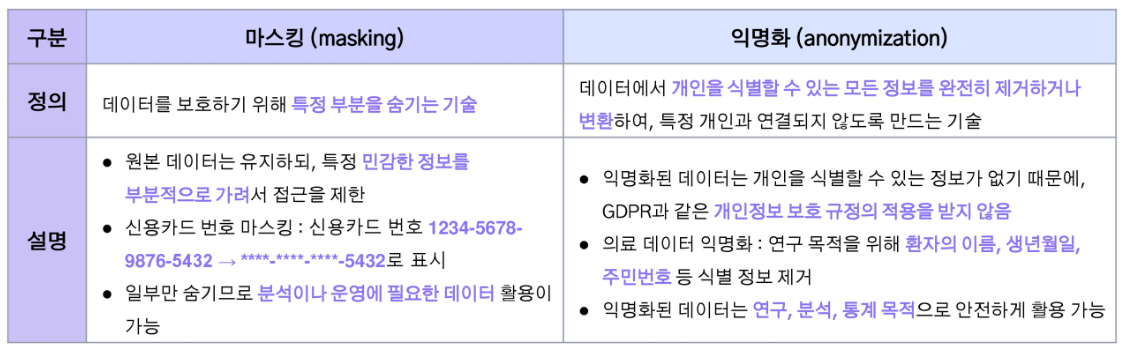 구분
마스킹 (masking)
익명화 (anonymization)
정의
데이터를 보호하기 위해 특정 부분을 숨기는 기술
데이터에서 개인을 식별할 수 있는 모든 정보를 완전히 제거하거나
변환하여, 특정 개인과 연결되지 않도록 만드는 기술
설명
● 원본 데이터는 유지하되, 특정 민감한 정보를
부분적으로 가려서 접근을 제한
● 신용카드 번호 마스킹 : 신용카드 번호 1234-5678-
9876-5432 → ****-****-****-5432로 표시
● 일부만 숨기므로 분석이나 운영에 필요한 데이터 활용이
가능
● 익명화된 데이터는 개인을 식별할 수 있는 정보가 없기 때문에,
GDPR과 같은 개인정보 보호 규정의 적용을 받지 않음
● 의료 데이터 익명화 : 연구 목적을 위해 환자의 이름, 생년월일,
주민번호 등 식별 정보 제거
● 익명화된 데이터는 연구, 분석, 통계 목적으로 안전하게 활용 가능